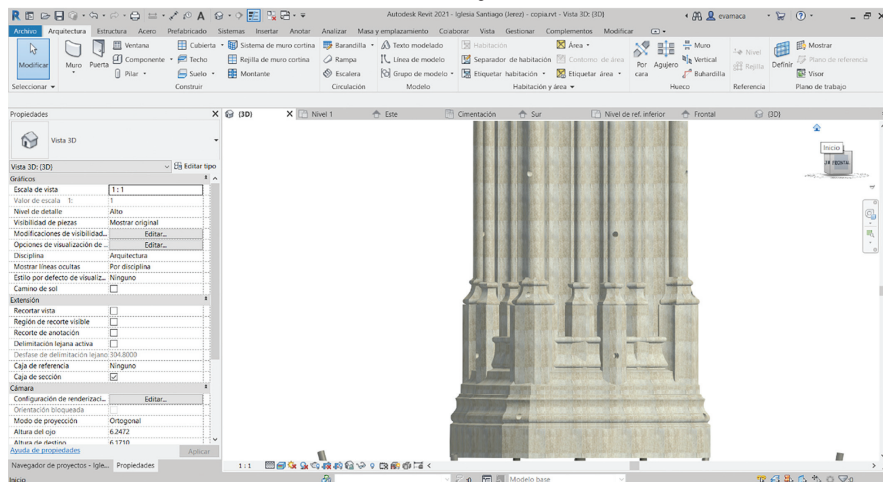 Autodesk Revit 2021 - Iglesia Santiago (Jerez) - copia.rvt - Vista 3D: {3D}
evamaca
Archivo Arquitectura Estructura Acero Prefabricado Sistemas Insertar Anotar Analizar Masa y emplazamiento Colaborar Vista Gestionar Complementos Modificar
Modificar
Muro
Puerta
Ventana
Componente
Pilar
Cubierta
Techo
Suelo
Sistema de muro cortina
Rejilla de muro cortina
Montante
Barandilla
Rampa
Escalera
Texto modelado
Línea de modelo
Grupo de modelo
Habitación
Separador de habitación
Etiquetar habitación
Área
Contorno de área
Etiquetar área
Por cara
Agujero
Muro
Vertical
Buhardilla
Nivel
Rejilla
Definir
Mostrar
Plano de referencia
Visor
Seleccionar Construir Circulación Modelo Habitación y área Hueco Referencia Plano de trabajo
Propiedades
{3D} Nivel 1 Este Cimentación Sur Nivel de ref. inferior Frontal {3D}
Vista 3D
Vista 3D: {3D} Editar tipo
Gráficos
Escala de vista 1 : 1
Valor de escala 1: 1
Nivel de detalle Alto
Visibilidad de piezas Mostrar original
Modificaciones de visibilidad... Editar...
Opciones de visualización de ... Editar...
Disciplina Arquitectura
Mostrar líneas ocultas Por disciplina
Estilo por defecto de visualiz... Ninguno
Camino de sol
Extensión
Recortar vista
Región de recorte visible
Recorte de anotación
Delimitación lejana activa
Desfase de delimitación lejano 304.8000
Caja de referencia Ninguno
Caja de sección
Cámara
Configuración de renderizaci... Editar...
Orientación bloqueada
Modo de proyección Ortogonal
Altura del ojo 6.2472
Altura de destino 6.1710
Ayuda de propiedades Aplicar
Navegador de proyectos - Igle... Propiedades
Inicio
FRONTAL
1 : 1
Inicio
:0
Modelo base
:0